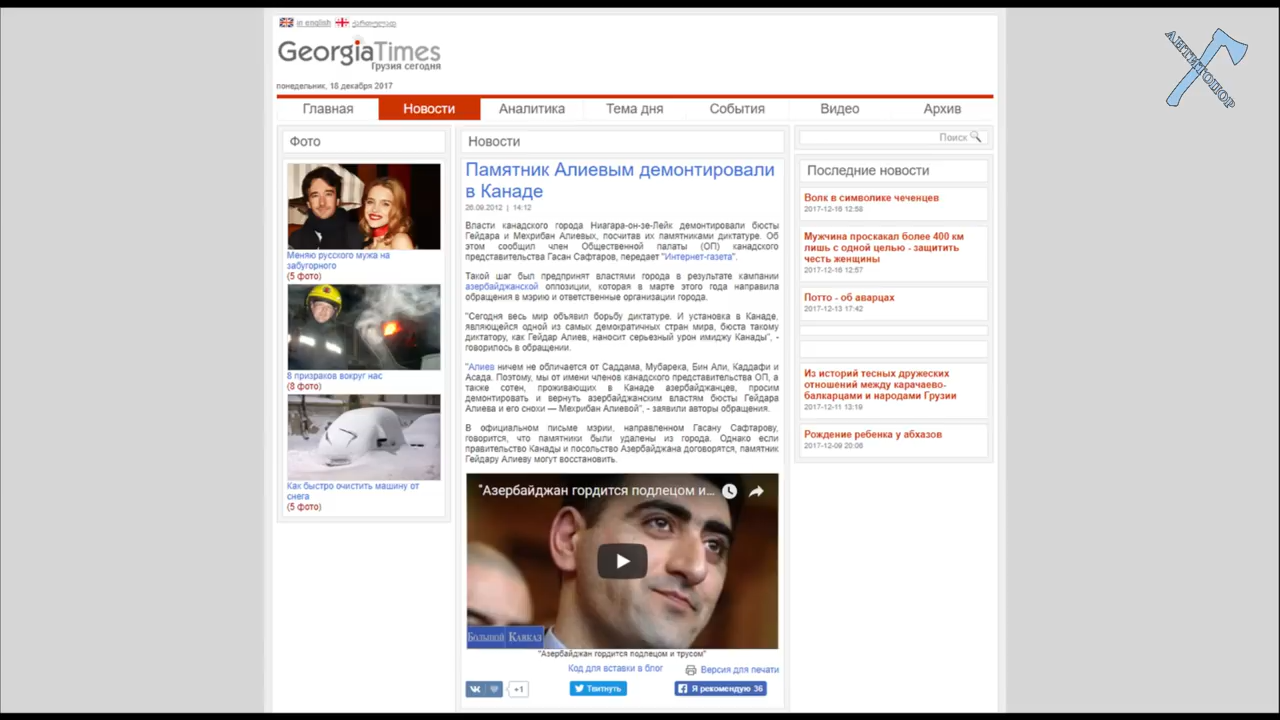 in english ქართულად
GeorgiaTimes
Грузия сегодня
понедельник, 18 декабря 2017
Главная Новости Аналитика Тема дня События Видео Архив
Фото
Меняю русского мужа на
забугорного
(5 фото)
8 призраков вокруг нас
(8 фото)
Как быстро очистить машину от
снега
(5 фото)
Новости
Памятник Алиевым демонтировали
в Канаде
26.09.2012 | 14:12
Власти канадского города Ниагара-он-зе-Лейк демонтировали бюсты
Гейдара и Мехрибан Алиевых, посчитав их памятниками диктатуре. Об
этом сообщил член Общественной палаты (ОП) канадского
представительства Гасан Сафтаров, передает "Интернет-газета".
Такой шаг был предпринят властями города в результате кампании
азербайджанской оппозиции, которая в марте этого года направила
обращения в мэрию и ответственные организации города.
"Сегодня весь мир объявил борьбу диктатуре. И установка в Канаде,
являющейся одной из самых демократичных стран мира, бюста такому
диктатору, как Гейдар Алиев, наносит серьезный урон имиджу Канады", -
говорилось в обращении.
"Алиев ничем не обличается от Саддама, Мубарека, Бин Али, Каддафи и
Асада. Поэтому, мы от имени членов канадского представительства ОП, а
также сотен, проживающих в Канаде азербайджанцев, просим
демонтировать и вернуть азербайджанским властям бюсты Гейдара
Алиева и его снохи — Мехрибан Алиевой", - заявили авторы обращения.
В официальном письме мэрии, направленном Гасану Сафтарову,
говорится, что памятники были удалены из города. Однако если
правительство Канады и посольство Азербайджана договорятся, памятник
Гейдару Алиеву могут восстановить.
"Азербайджан гордится подлецом и...
Большой Кавказ
"Азербайджан гордится подлецом и трусом"
Код для вставки в блог Версия для печати
+1 Твитнуть Я рекомендую 36
Поиск
Последние новости
Волк в символике чеченцев
2017-12-16 12:58
Мужчина проскакал более 400 км
лишь с одной целью - защитить
честь женщины
2017-12-16 12:57
Потто - об аварцах
2017-12-13 17:42
Из историй тесных дружеских
отношений между карачаево-
балкарцами и народами Грузии
2017-12-11 13:19
Рождение ребенка у абхазов
2017-12-09 20:06
АНТИТОПОР